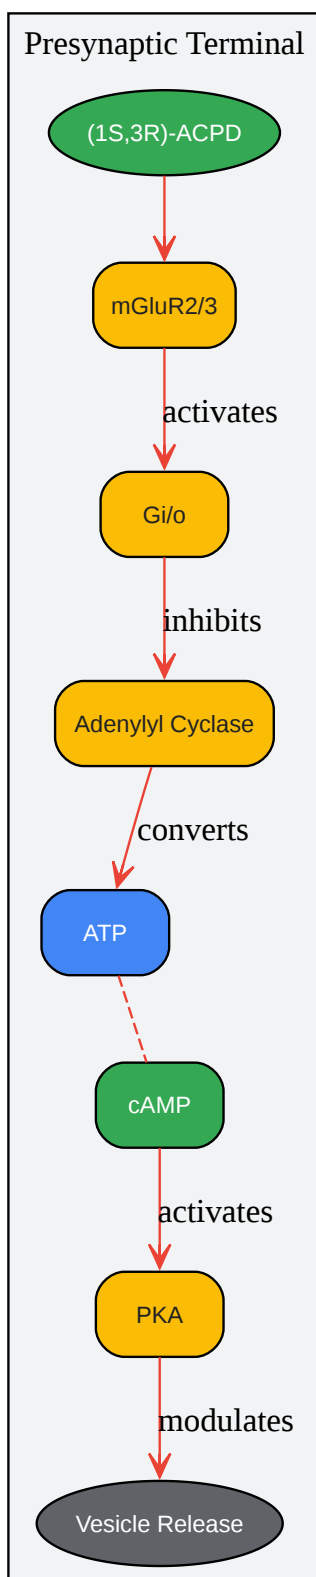 Presynaptic Terminal
(1S,3R)-ACPD
mGluR2/3
activates
Gi/o
inhibits
Adenylyl Cyclase
converts
ATP
cAMP
activates
PKA
modulates
Vesicle Release